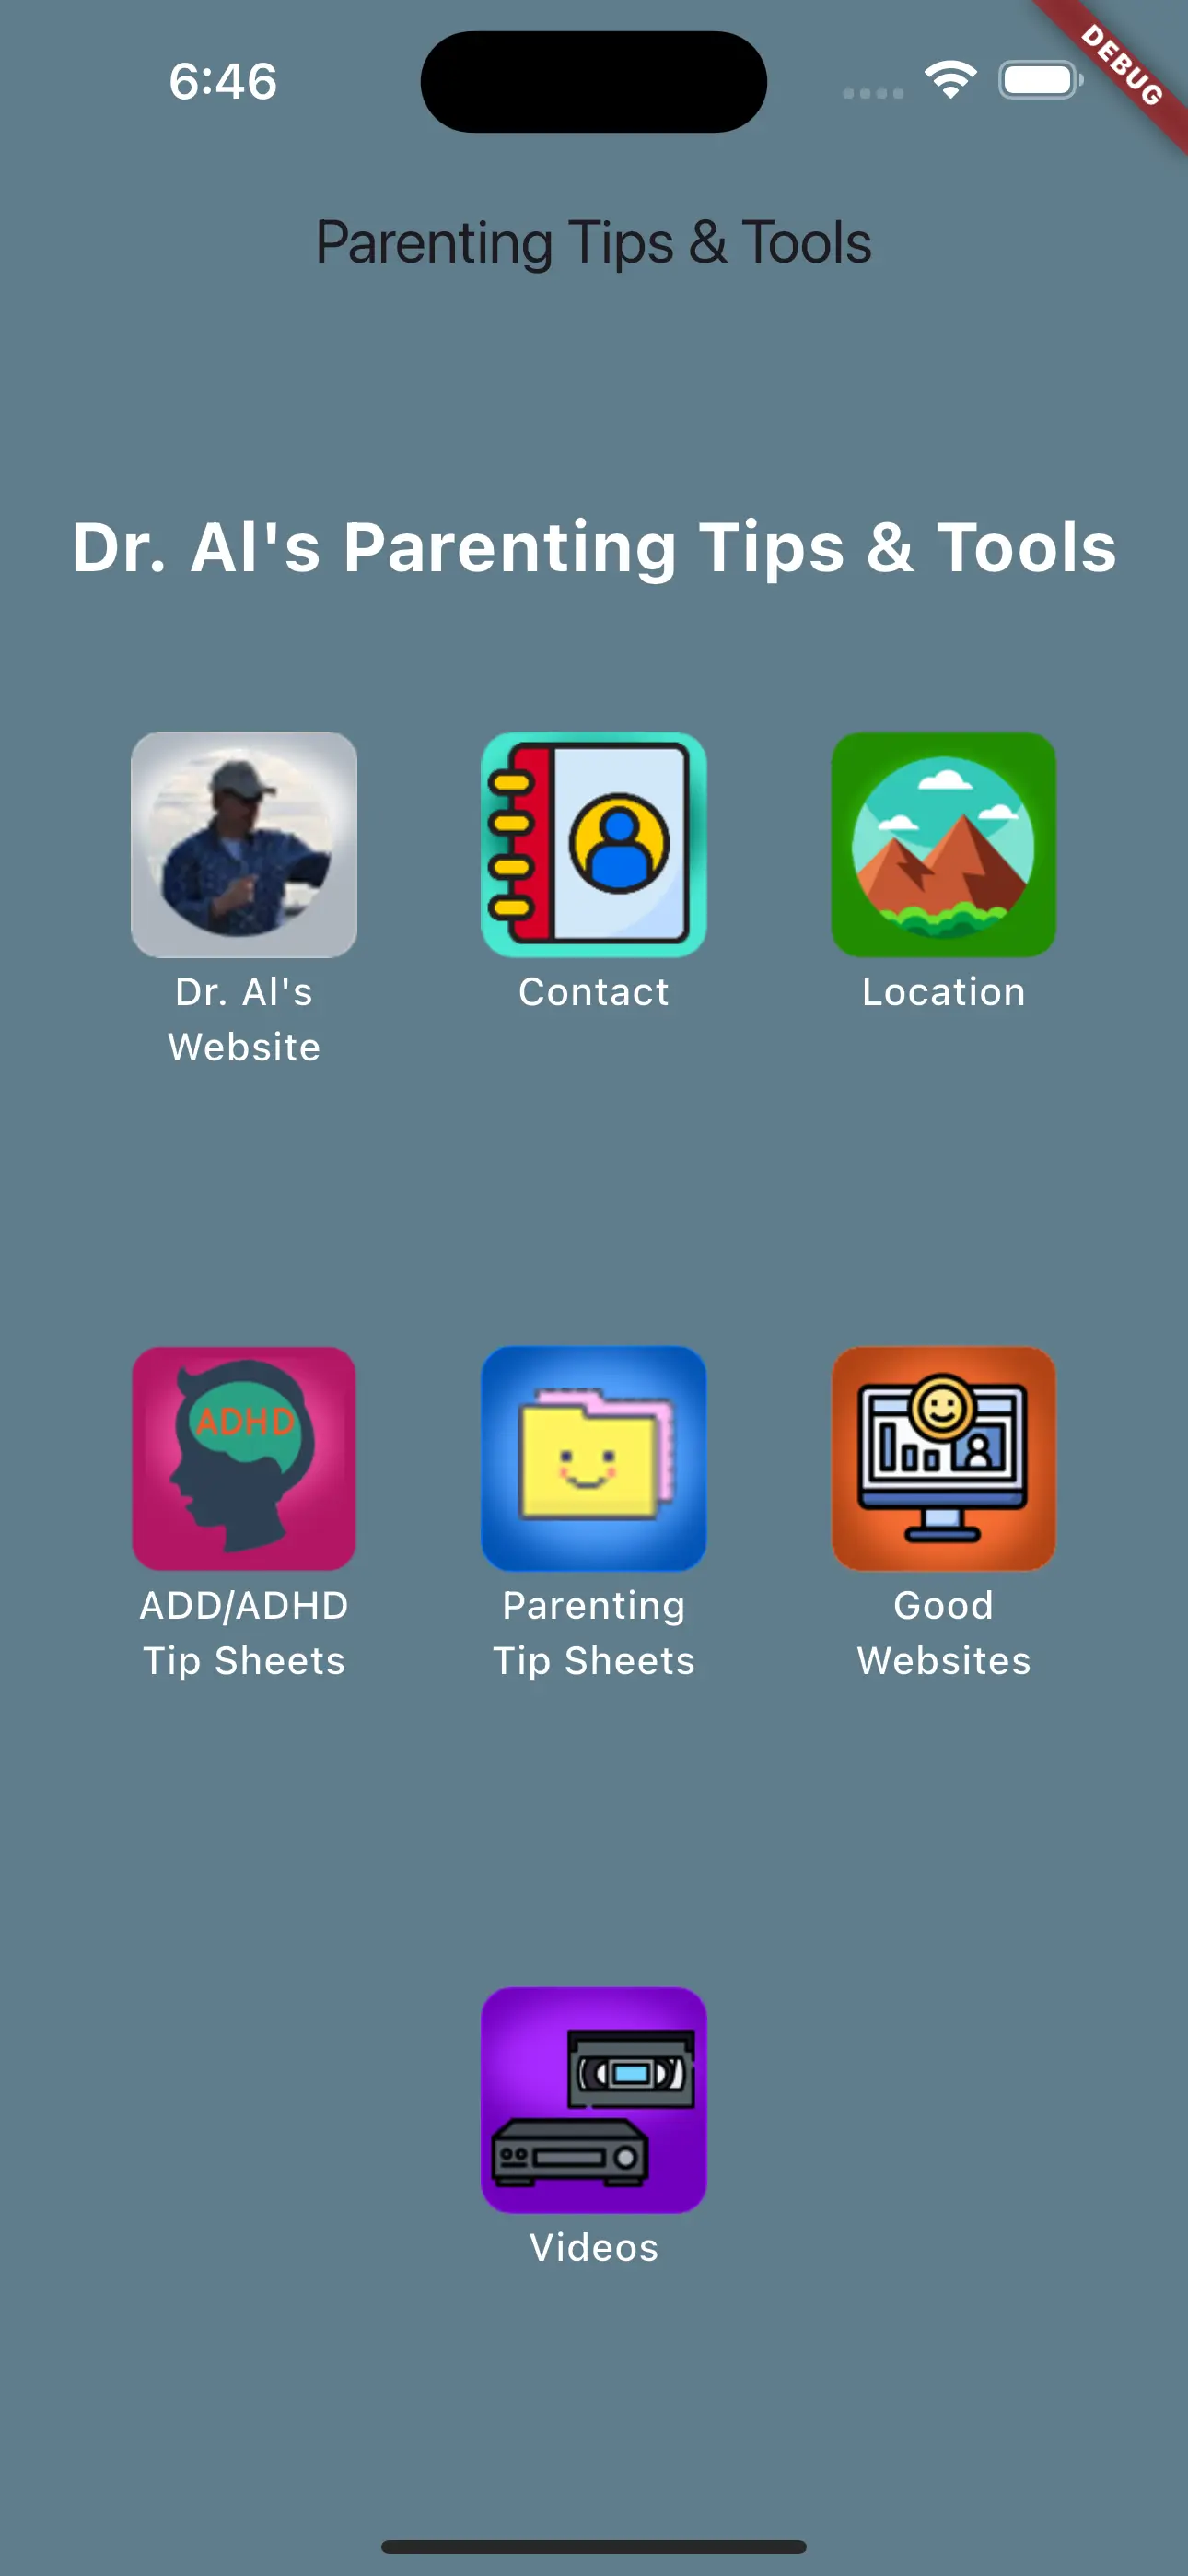 6:46
DEBUG
Parenting Tips & Tools
Dr. Al's Parenting Tips & Tools
Dr. Al's
Website
Contact
Location
ADHD
ADD/ADHD
Tip Sheets
Parenting
Tip Sheets
Good
Websites
Videos